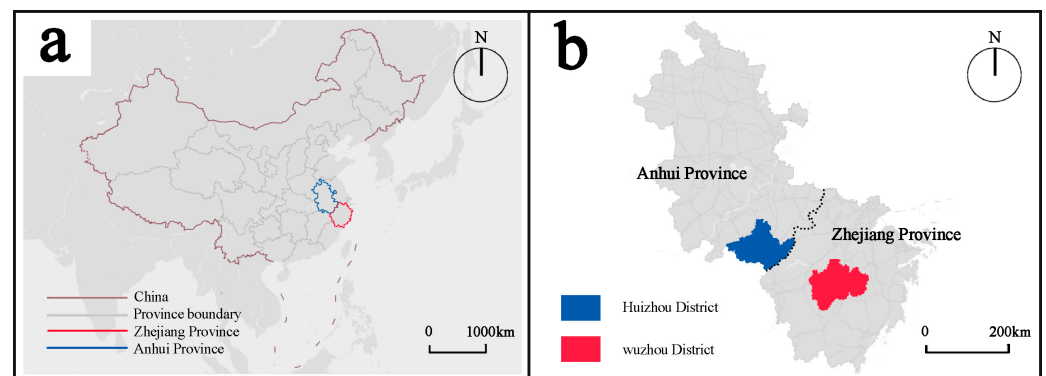 a
N
China
Province boundary
Zhejiang Province
Anhui Province
0 1000km
b
N
Anhui Province
Zhejiang Province
Huizhou District
wuzhou District
0 200km